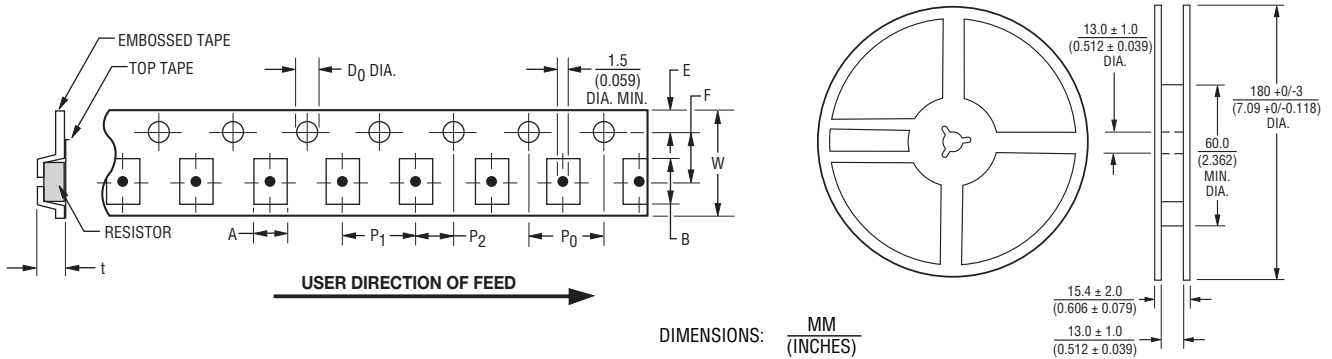 EMBOSSED TAPE
TOP TAPE
D0 DIA.
1.5
(0.059)
DIA. MIN.
E
F
W
B
RESISTOR
A
P1
P2
P0
t
USER DIRECTION OF FEED
13.0 ± 1.0
(0.512 ± 0.039)
DIA.
180 +0/-3
(7.09 +0/-0.118)
DIA.
60.0
(2.362)
MIN.
DIA.
15.4 ± 2.0
(0.606 ± 0.079)
13.0 ± 1.0
(0.512 ± 0.039)
DIMENSIONS: MM
(INCHES)